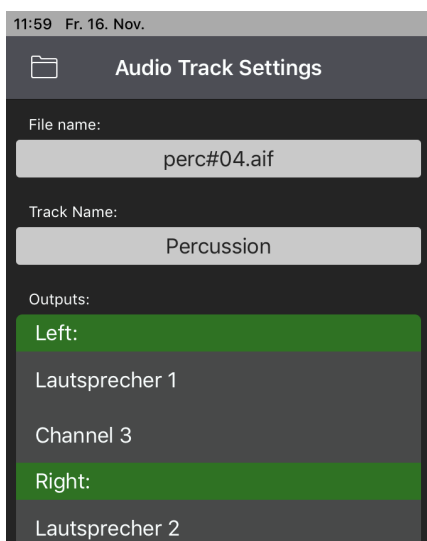 11:59 Fr. 16. Nov.
Audio Track Settings
File name:
perc#04.aif
Track Name:
Percussion
Outputs:
Left:
Lautsprecher 1
Channel 3
Right:
Lautsprecher 2